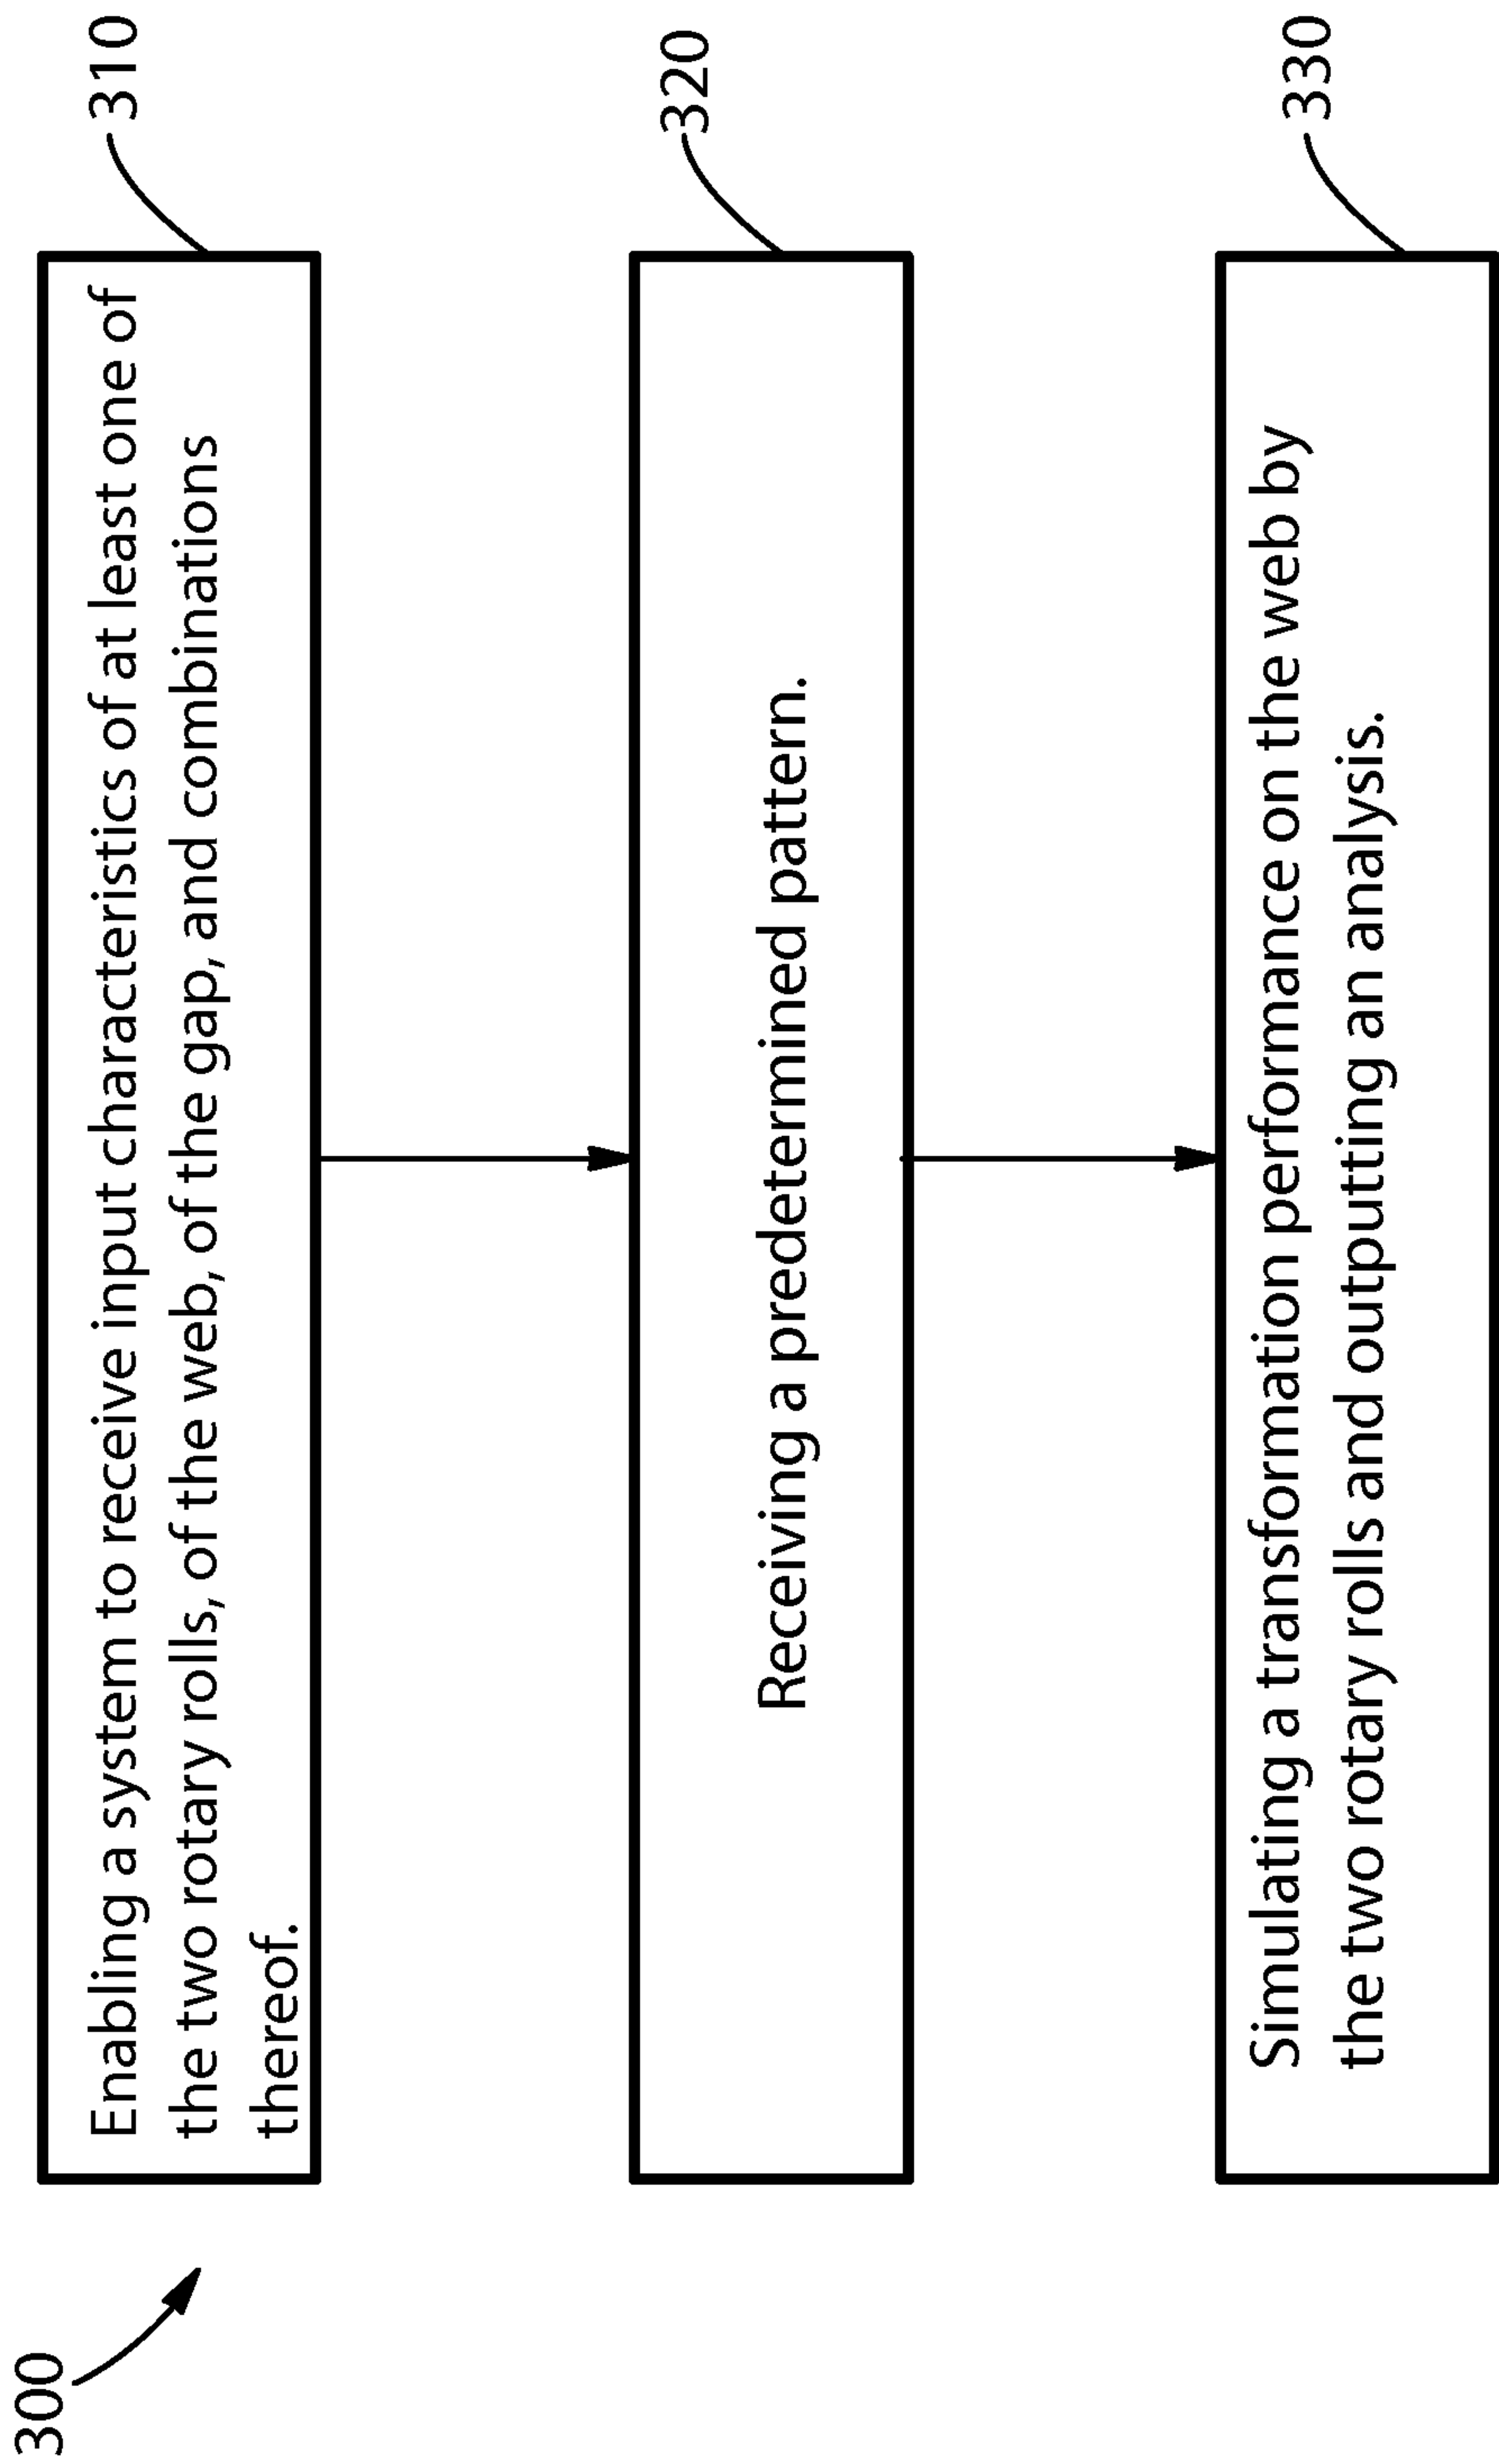 300
Enabling a system to receive input characteristics of at least one of
the two rotary rolls, of the web, of the gap, and combinations
thereof.
310
Receiving a predetermined pattern.
320
Simulating a transformation performance on the web by
the two rotary rolls and outputting an analysis.
330